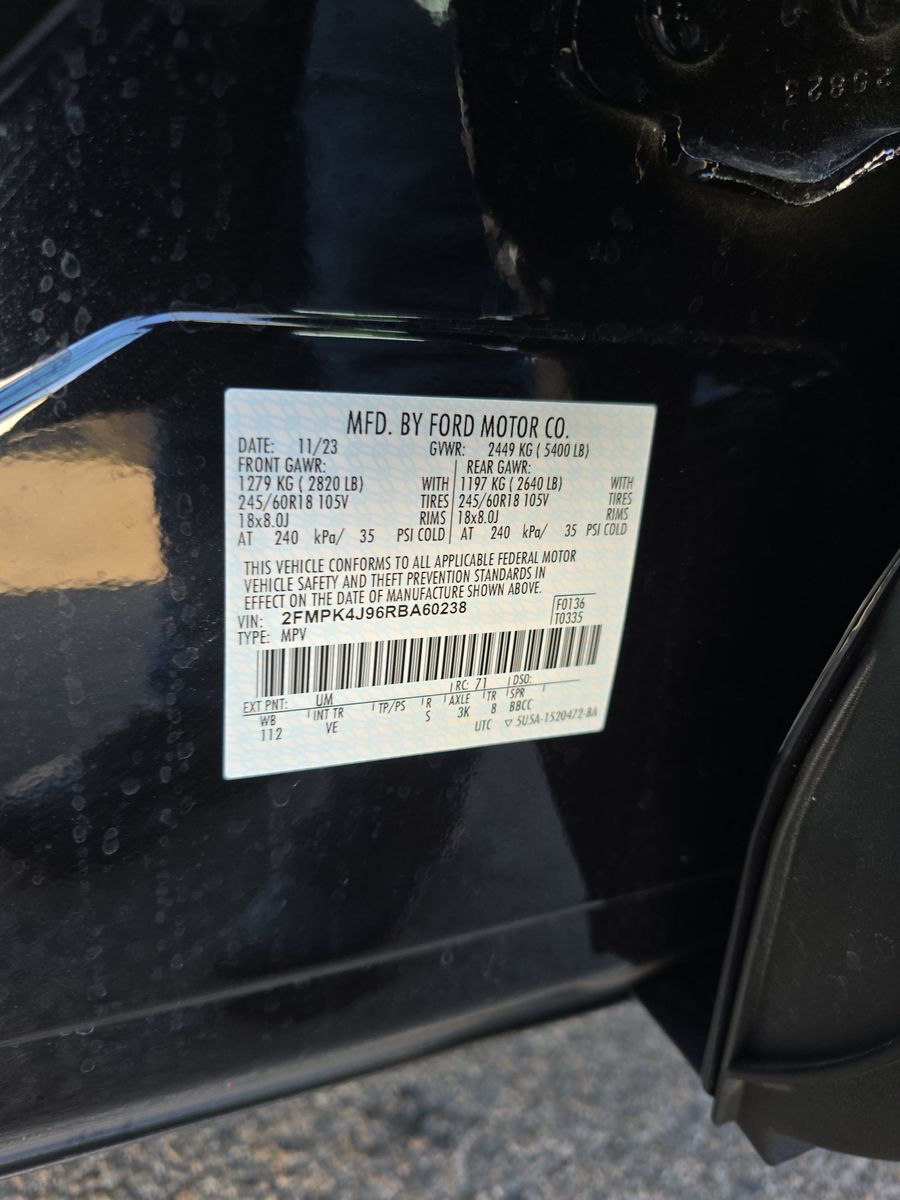 25823
MFD. BY FORD MOTOR CO.
DATE: 11/23 GVWR: 2449 KG ( 5400 LB)
FRONT GAWR: REAR GAWR:
1279 KG ( 2820 LB) WITH 1197 KG ( 2640 LB) WITH
245/60R18 105V TIRES 245/60R18 105V TIRES
18x8.0J RIMS 18x8.0J RIMS
AT 240 kPa/ 35 PSI COLD AT 240 kPa/ 35 PSI COLD
THIS VEHICLE CONFORMS TO ALL APPLICABLE FEDERAL MOTOR
VEHICLE SAFETY AND THEFT PREVENTION STANDARDS IN
EFFECT ON THE DATE OF MANUFACTURE SHOWN ABOVE.
VIN: 2FMPK4J96RBA60238 F0136
TYPE: MPV T0335
EXT PNT: UM RC: 71 DSO:
WB INT TR TP/PS R AXLE TR SPR
112 VE S 3K 8 BBCC
UTC ▽ 5U5A-1520472-BA